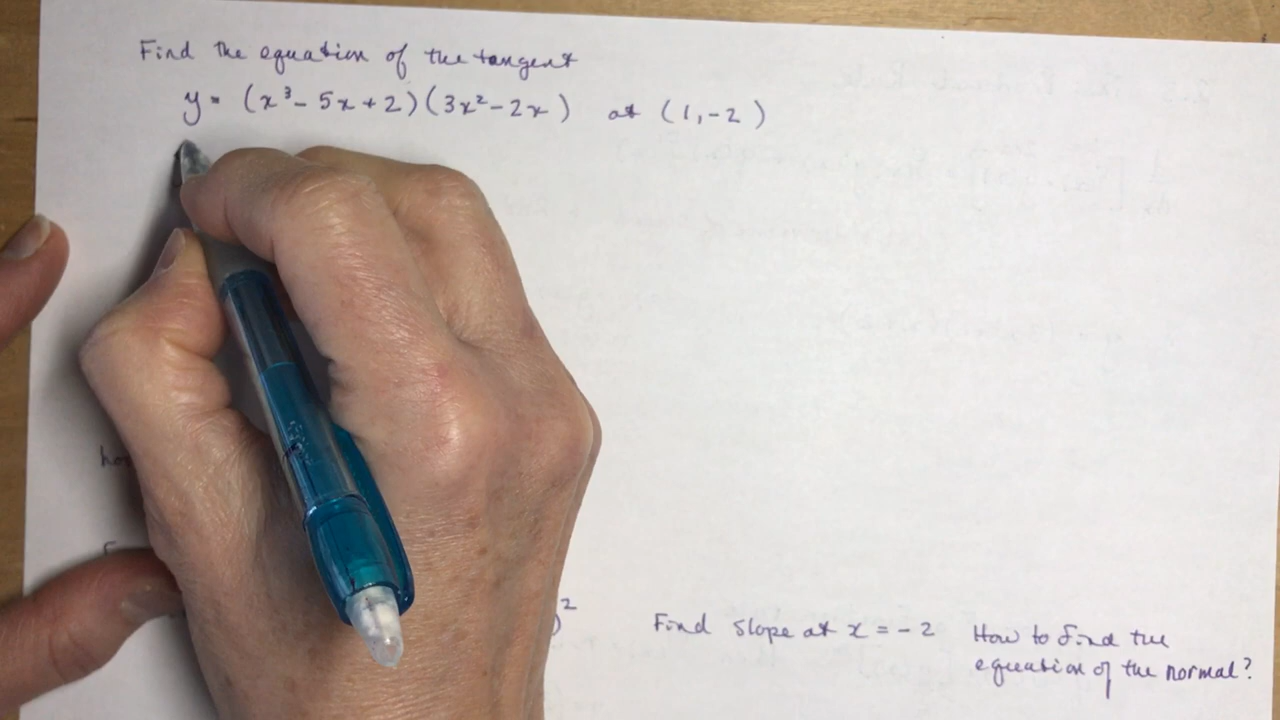 Find the equation of the tangent
y = (x³ - 5x + 2)(3x² - 2x) at (1, -2)
)²
Find slope at x = -2
How to find the
equation of the normal?